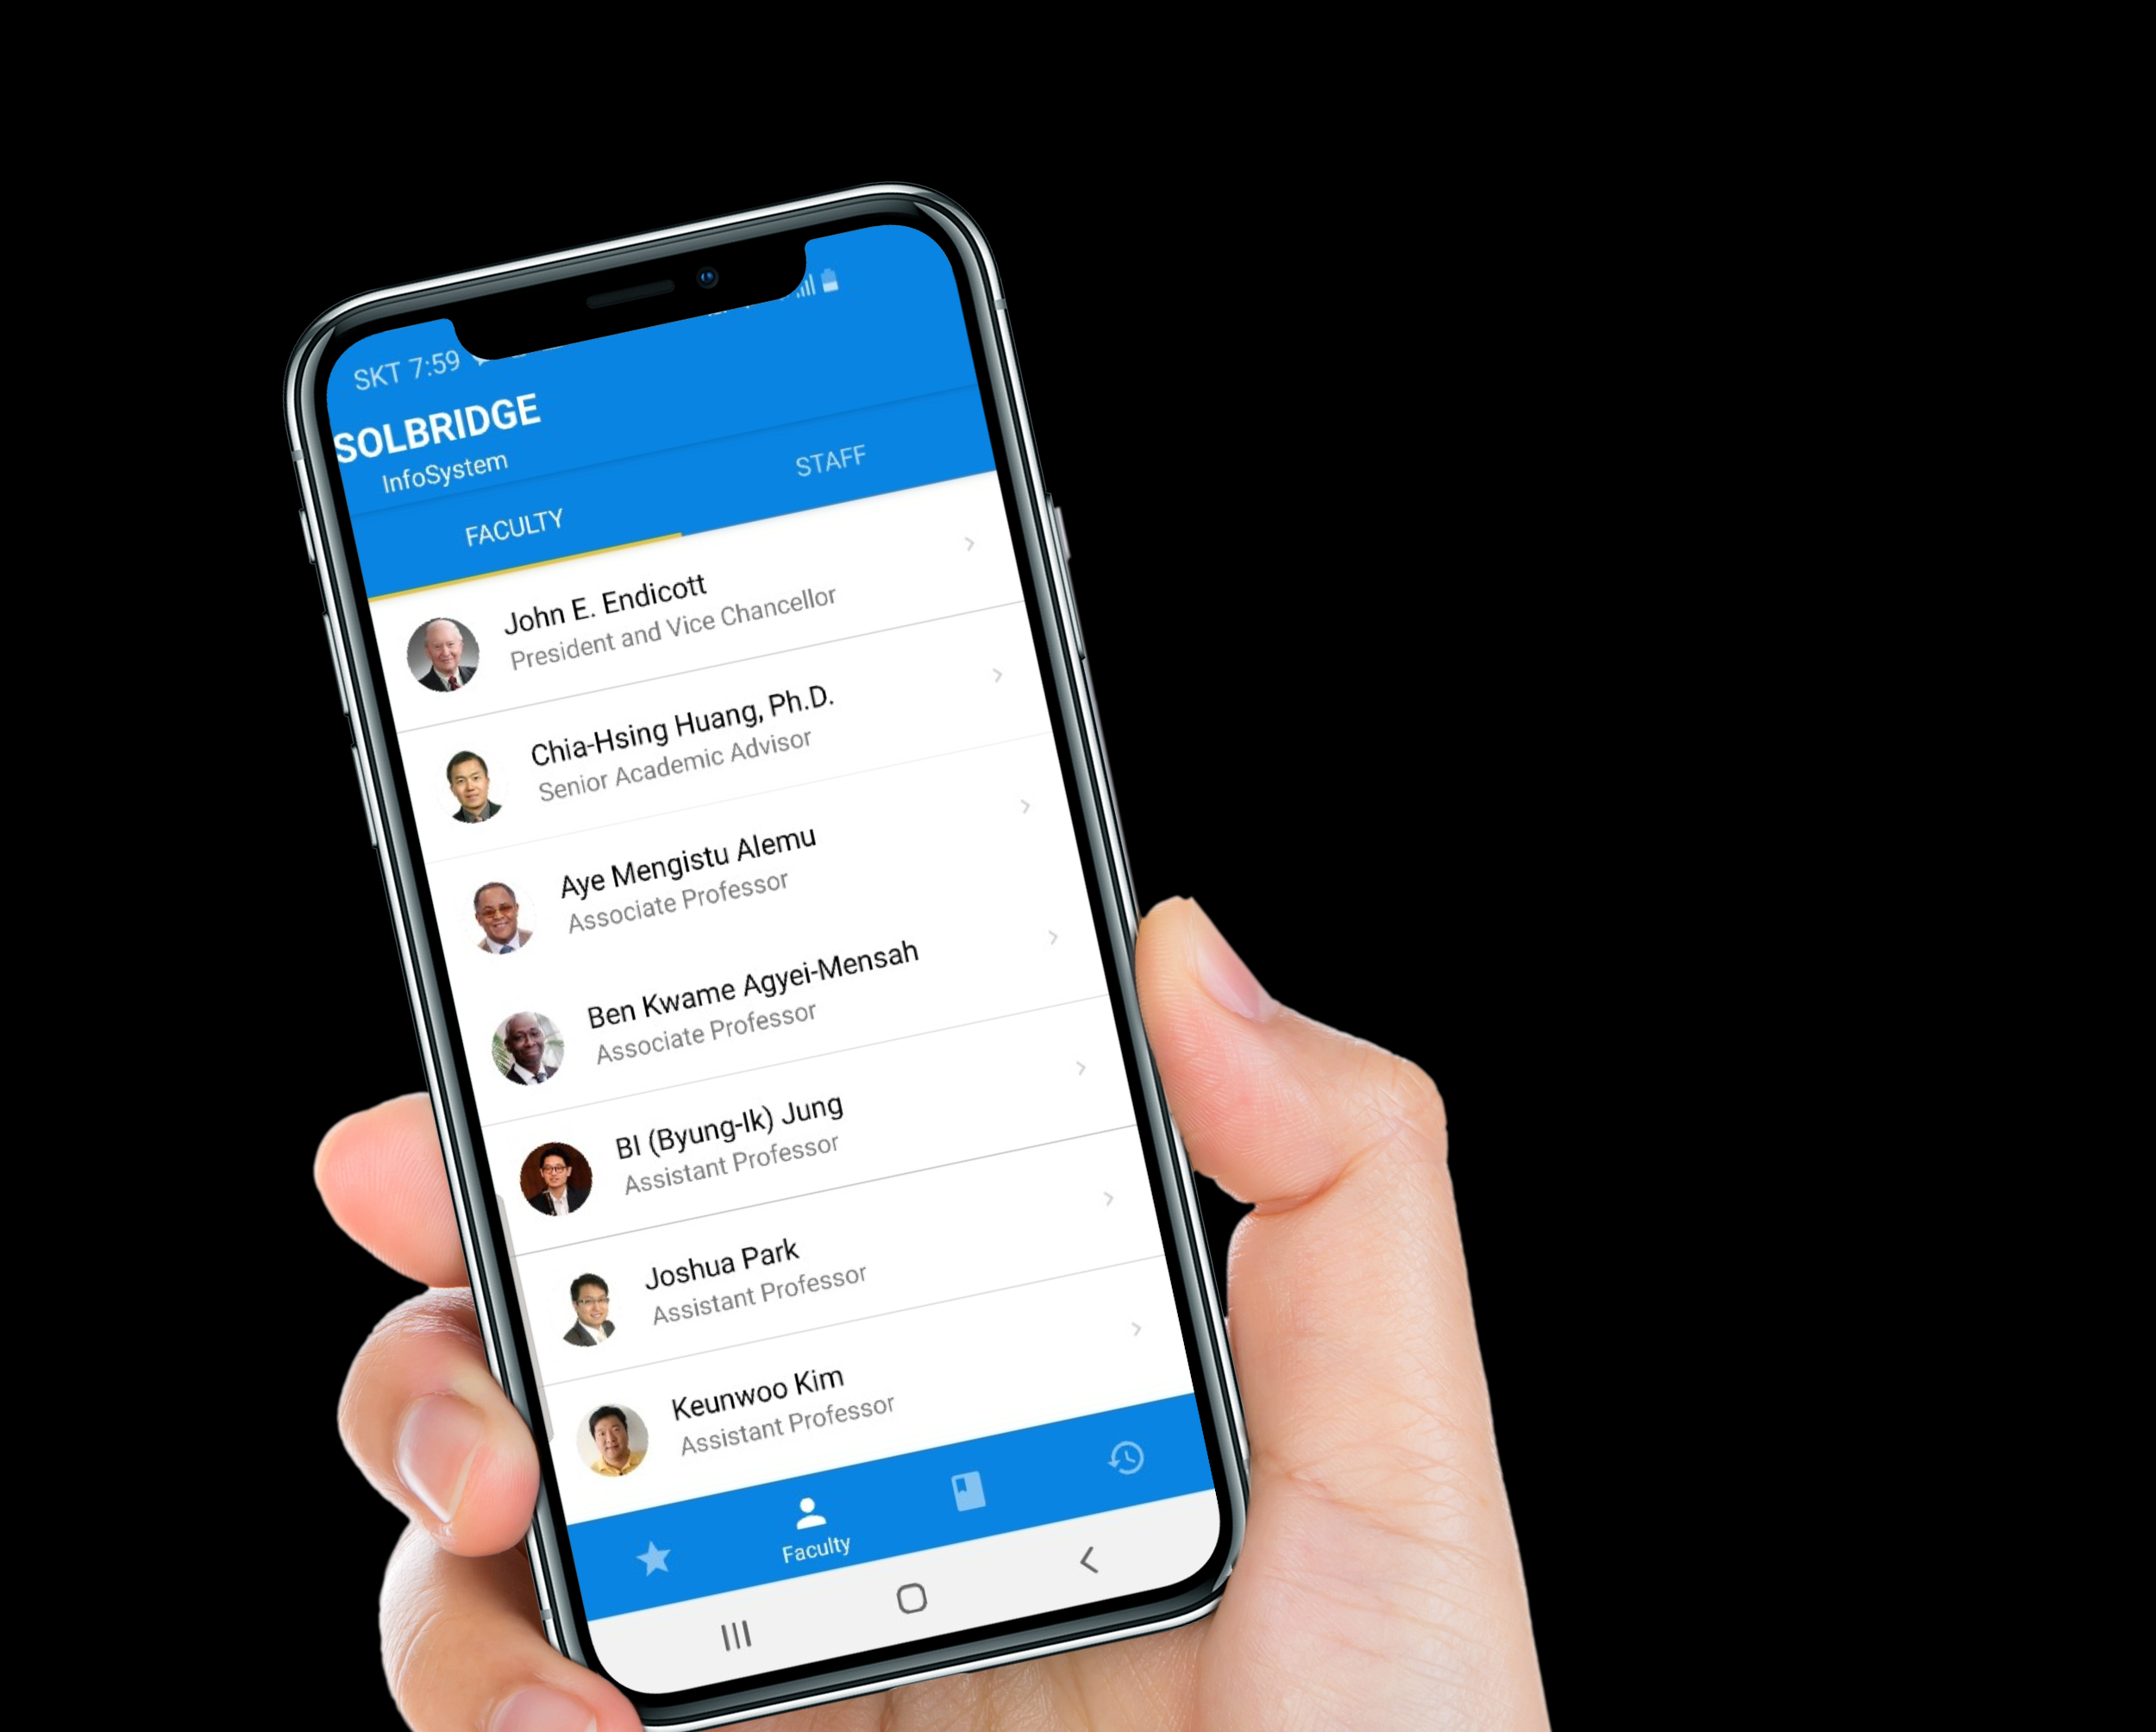 SKT 7:59
SOLBRIDGE
InfoSystem
FACULTY
STAFF
John E. Endicott
President and Vice Chancellor
Chia-Hsing Huang, Ph.D.
Senior Academic Advisor
Aye Mengistu Alemu
Associate Professor
Ben Kwame Agyei-Mensah
Associate Professor
BI (Byung-Ik) Jung
Assistant Professor
Joshua Park
Assistant Professor
Keunwoo Kim
Assistant Professor
Faculty